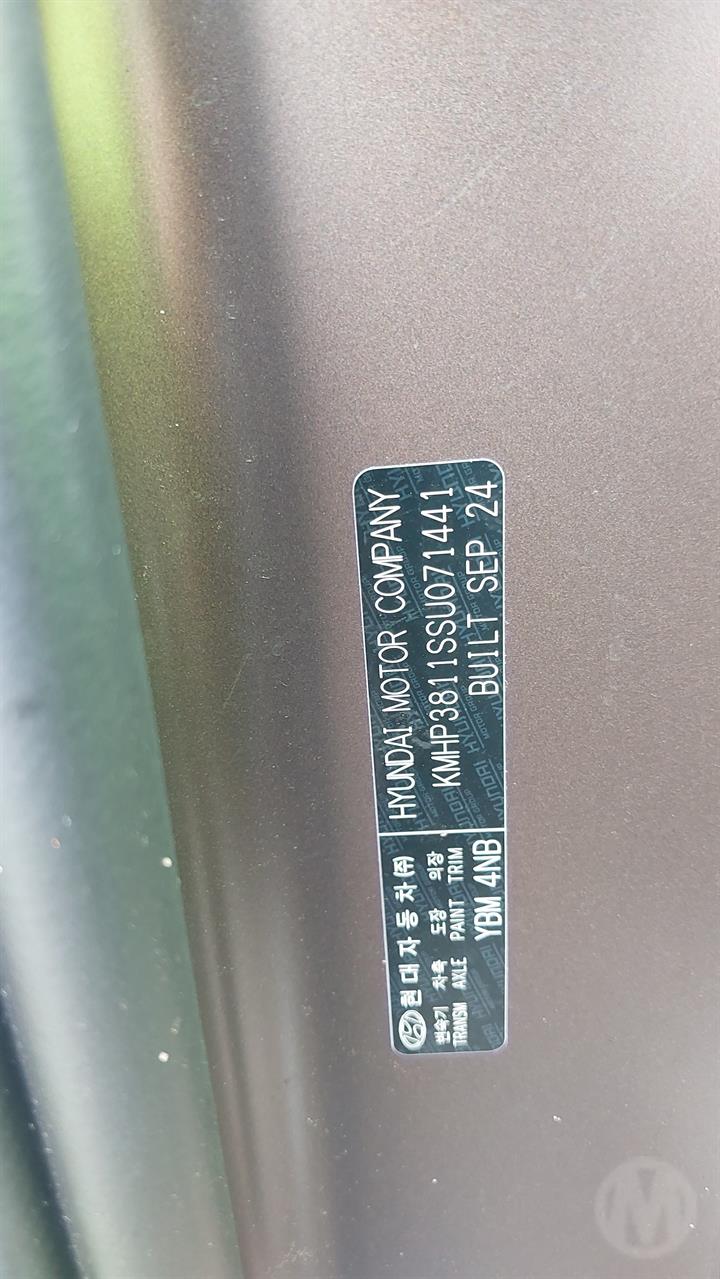 현대자동차(주)
변속기 차축 도장 의장
TRANSM AXLE PAINT TRIM
YBM 4NB
HYUNDAI MOTOR COMPANY
KMHP3811SSU071441
BUILT SEP 24